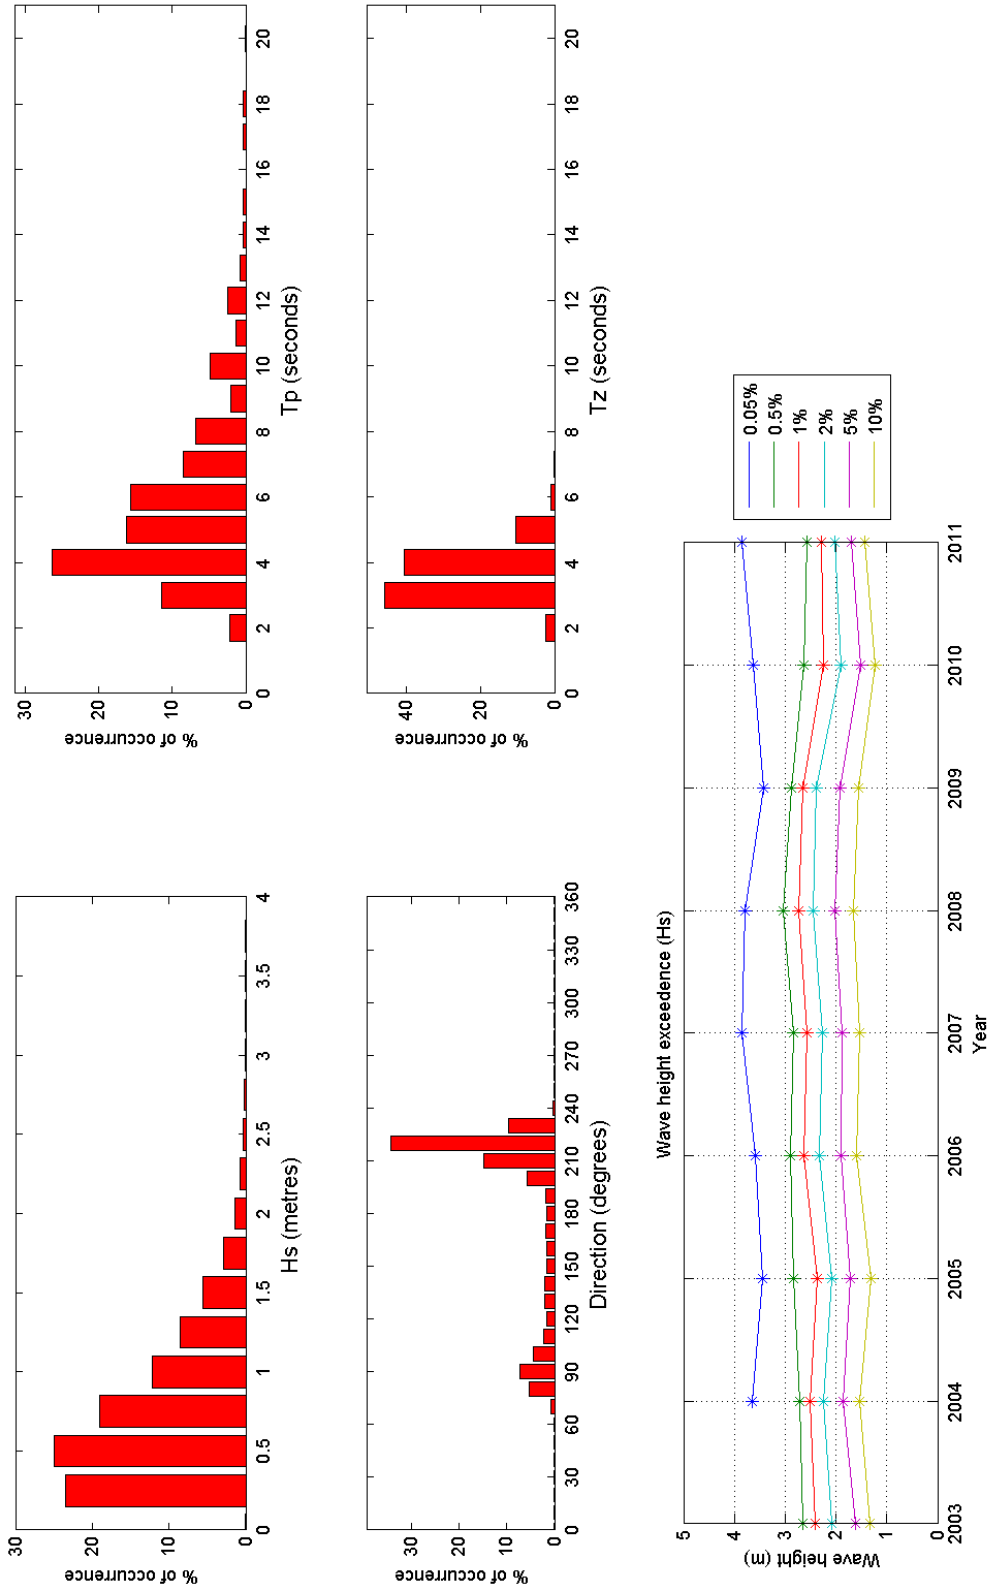 30
20
10
0
% of occurrence
0 0.5 1 1.5 2 2.5 3 3.5 4
Hs (metres)
30
20
10
0
% of occurrence
0 2 4 6 8 10 12 14 16 18 20
Tp (seconds)
30
20
10
0
% of occurrence
0 30 60 90 120 150 180 210 240 270 300 330 360
Direction (degrees)
40
20
0
% of occurrence
0 2 4 6 8 10 12 14 16 18 20
Tz (seconds)
Wave height exceedence (Hs)
5
4
3
2
1
0
Wave height (m)
2003 2004 2005 2006 2007 2008 2009 2010 2011
Year
0.05%
0.5%
1%
2%
5%
10%